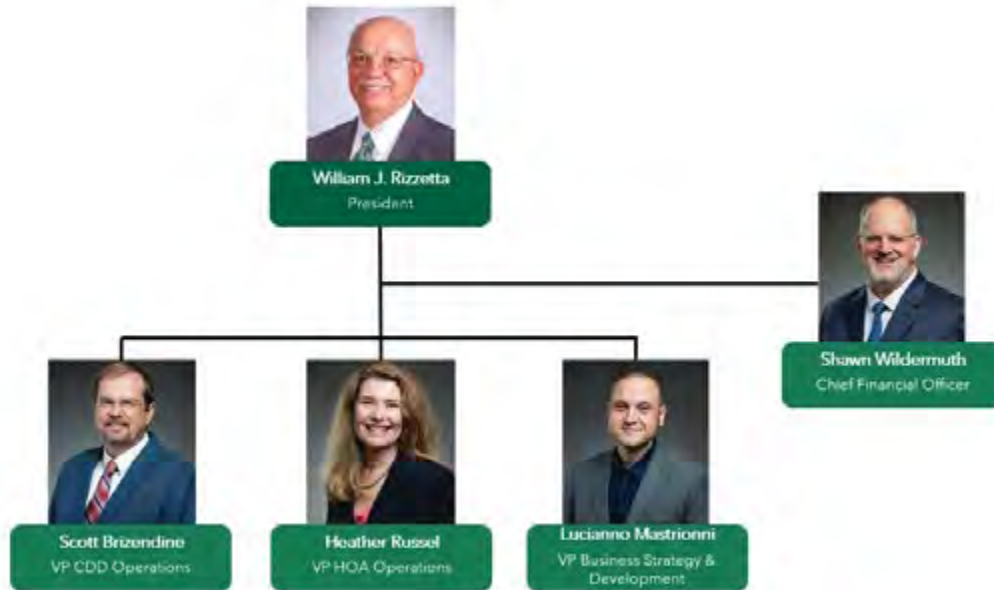 William J. Rizzetta
President
Shawn Wildermuth
Chief Financial Officer
Scott Brizendine
VP CDD Operations
Heather Russel
VP HOA Operations
Lucianno Mastrionni
VP Business Strategy &
Development